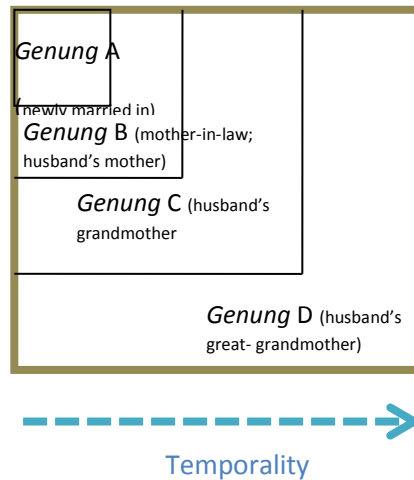 Genung A
(newly married in)
Genung B (mother-in-law;
husband's mother)
Genung C (husband's
grandmother
Genung D (husband's
great- grandmother)
Temporality